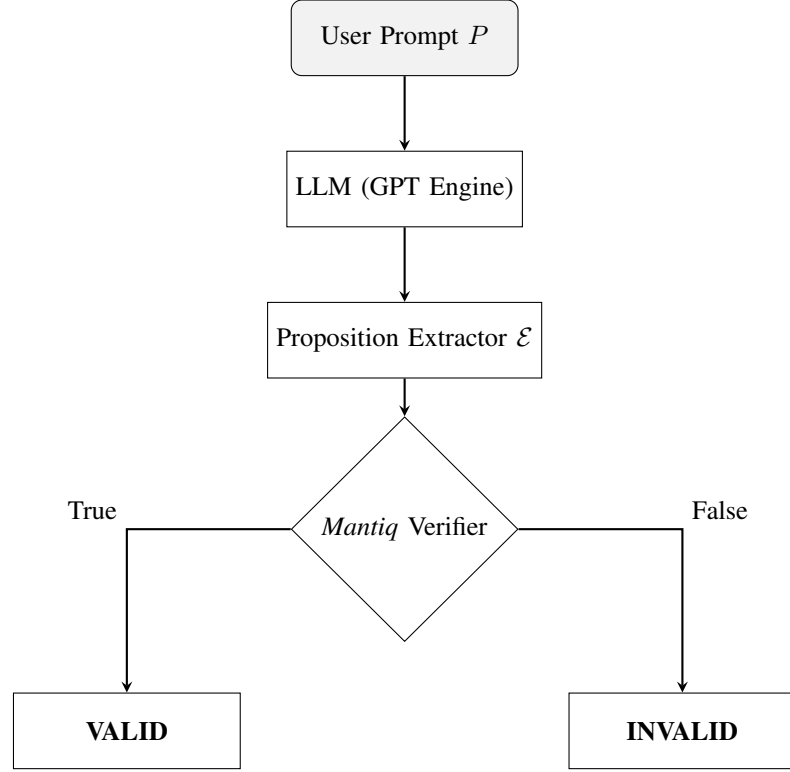 User Prompt P
LLM (GPT Engine)
Proposition Extractor ℰ
Mantiq Verifier
True
False
VALID
INVALID